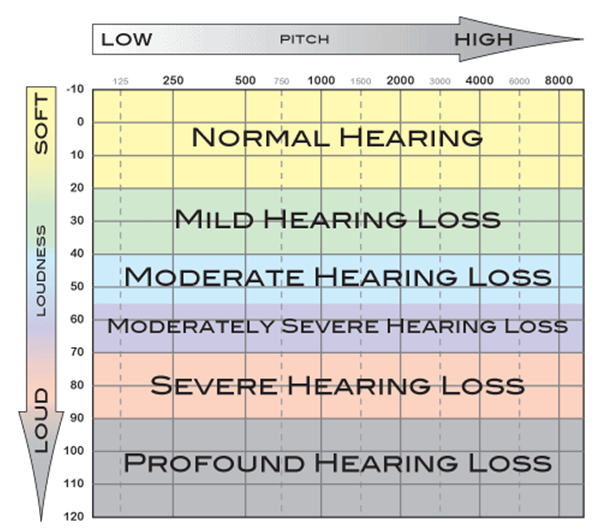 LOW PITCH HIGH
125 250 500 750 1000 1500 2000 3000 4000 6000 8000
SOFT
LOUDNESS
LOUD
-10
0
10
20
30
40
50
60
70
80
90
100
110
120
NORMAL HEARING
MILD HEARING LOSS
MODERATE HEARING LOSS
MODERATELY SEVERE HEARING LOSS
SEVERE HEARING LOSS
PROFOUND HEARING LOSS